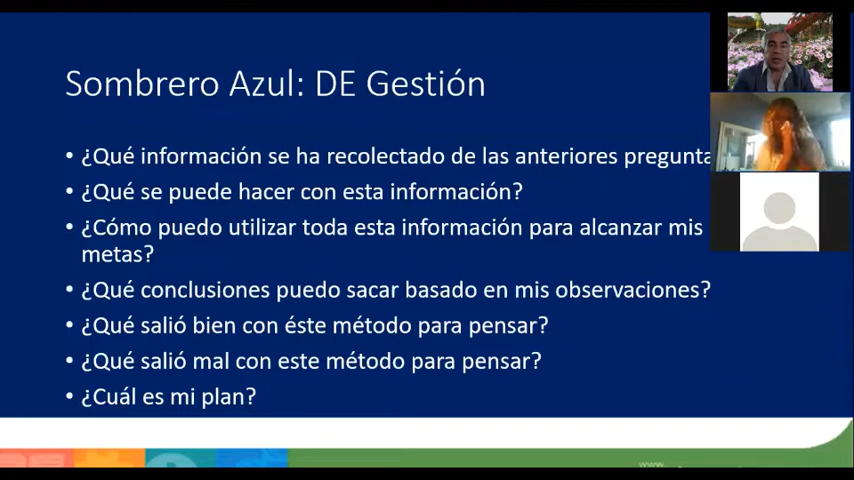 Sombrero Azul: DE Gestión
• ¿Qué información se ha recolectado de las anteriores pregunta
• ¿Qué se puede hacer con esta información?
• ¿Cómo puedo utilizar toda esta información para alcanzar mis
metas?
• ¿Qué conclusiones puedo sacar basado en mis observaciones?
• ¿Qué salió bien con éste método para pensar?
• ¿Qué salió mal con este método para pensar?
• ¿Cuál es mi plan?